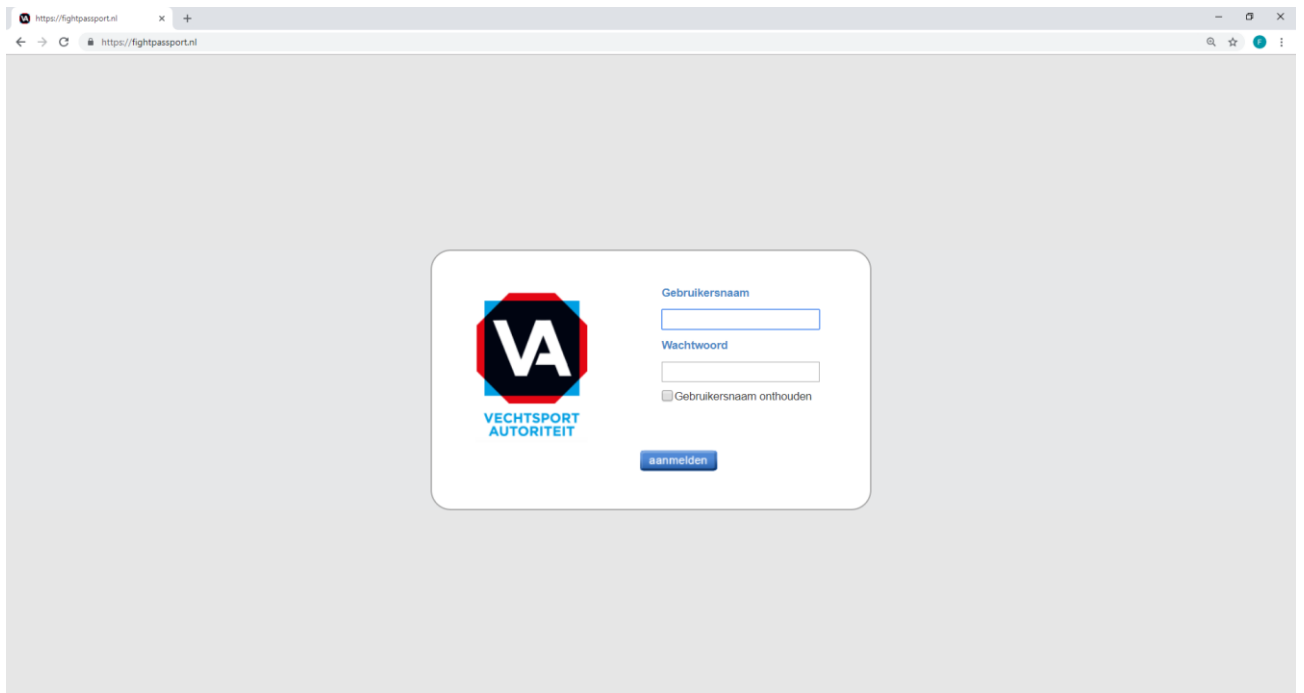 https://fightpassport.nl
https://fightpassport.nl
F
Gebruikersnaam
Wachtwoord
Gebruikersnaam onthouden
VA
VECHTSPORT
AUTORITEIT
aanmelden